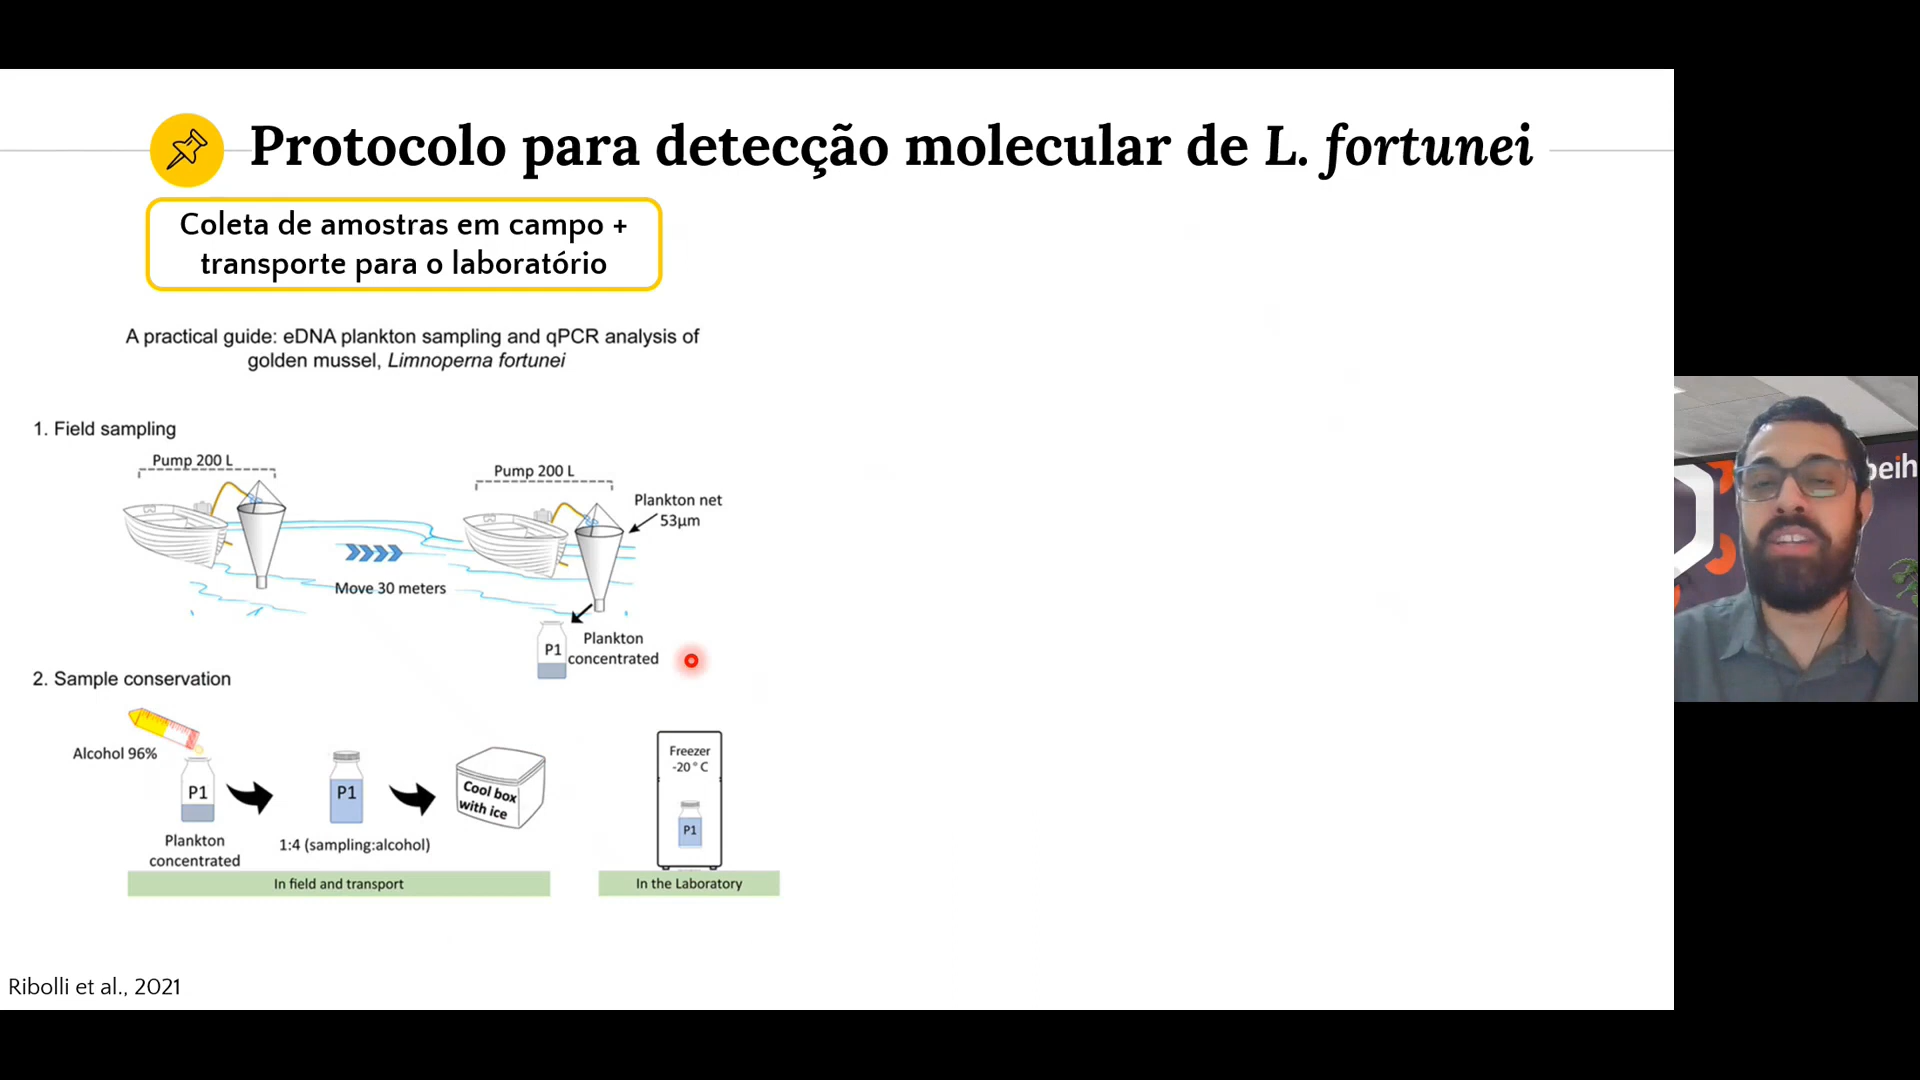 Protocolo para detecção molecular de L. fortunei
Coleta de amostras em campo +
transporte para o laboratório
A practical guide: eDNA plankton sampling and qPCR analysis of
golden mussel, Limnoperna fortunei
1. Field sampling
Pump 200 L
Pump 200 L
Plankton net
53µm
Move 30 meters
P1
Plankton
concentrated
2. Sample conservation
Alcohol 96%
P1
Plankton
concentrated
P1
1:4 (sampling:alcohol)
Cool box
with ice
Freezer
-20°C
P1
In field and transport
In the Laboratory
Ribolli et al., 2021